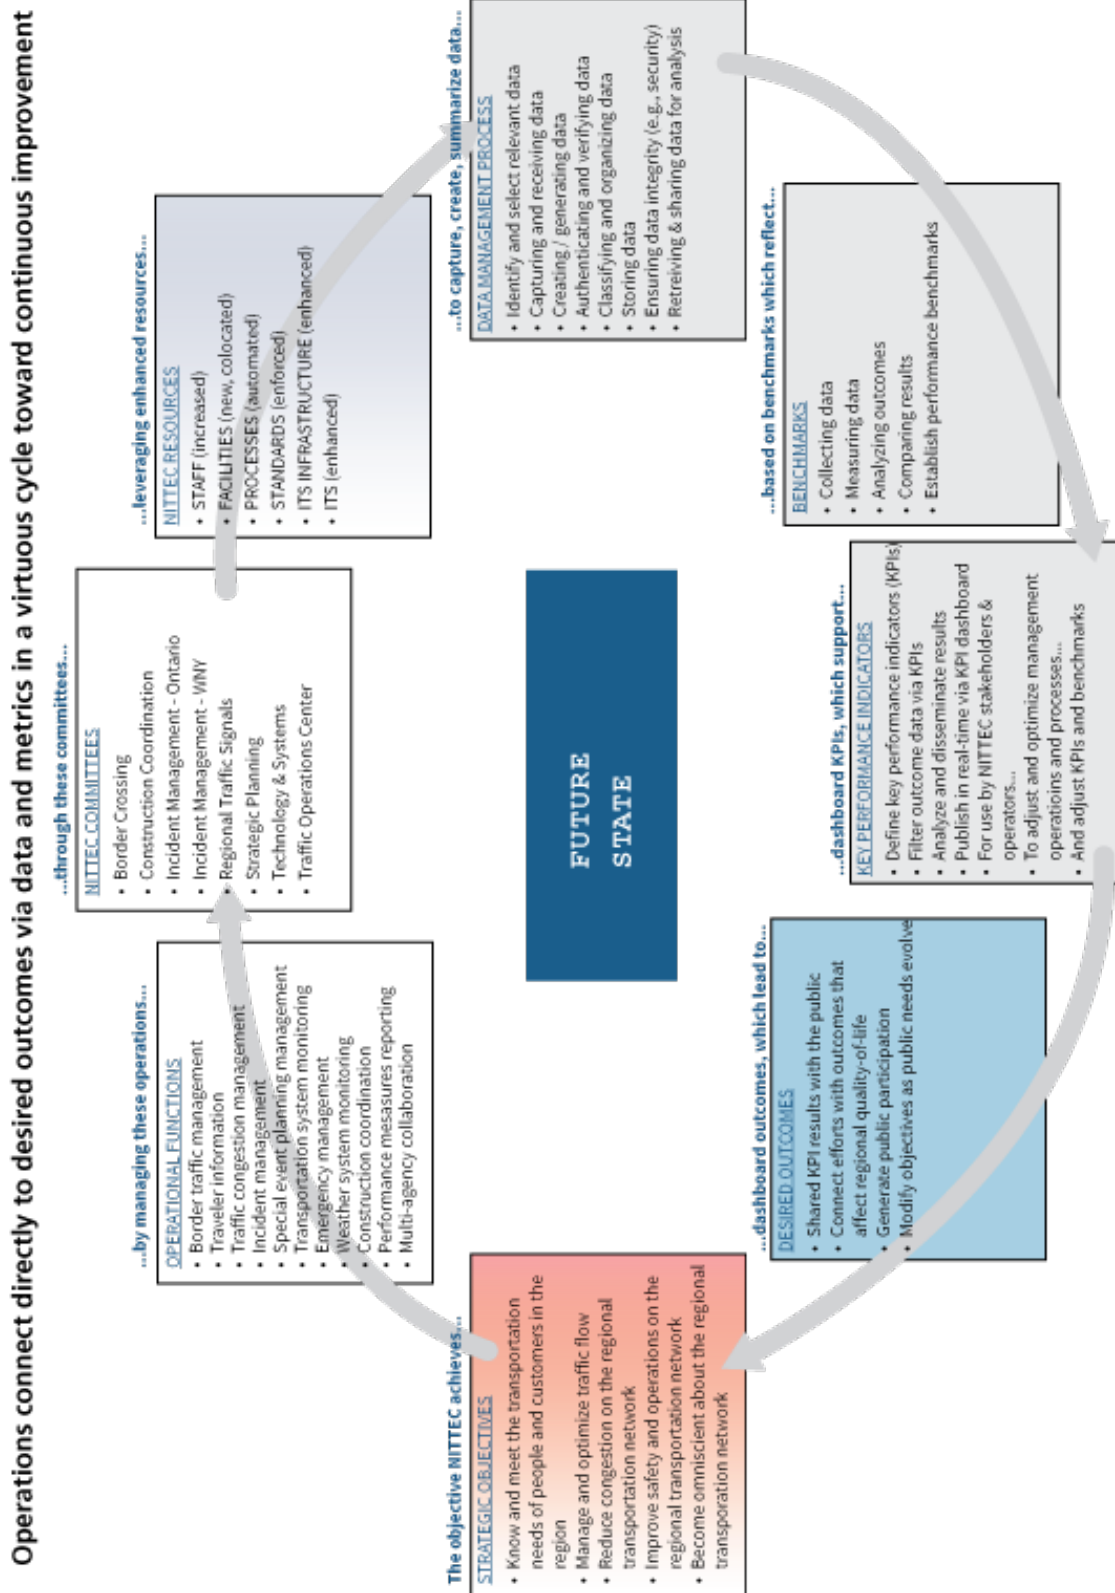 Operations connect directly to desired outcomes via data and metrics in a virtuous cycle toward continuous improvement
The objective NITTEC achieves...
STRATEGIC OBJECTIVES
• Know and meet the transportation
needs of people and customers in the
region
• Manage and optimize traffic flow
• Reduce congestion on the regional
transportation network
• Improve safety and operations on the
regional transportation network
• Become omniscient about the regional
transporation network
...by managing these operations...
OPERATIONAL FUNCTIONS
• Border traffic management
• Traveler information
• Traffic congestion management
• Incident management
• Special event planning management
• Transportation system monitoring
• Emergency management
• Weather system monitoring
• Construction coordination
• Performance mesasures reporting
• Multi-agency collaboration
...through these committees...
NITTEC COMMITTEES
• Border Crossing
• Construction Coordination
• Incident Management - Ontario
• Incident Management - WNY
• Regional Traffic Signals
• Strategic Planning
• Technology & Systems
• Traffic Operations Center
...leveraging enhanced resources...
NITTEC RESOURCES
• STAFF (increased)
• FACILITIES (new, colocated)
• PROCESSES (automated)
• STANDARDS (enforced)
• ITS INFRASTRUCTURE (enhanced)
• ITS (enhanced)
...to capture, create, summarize data...
DATA MANAGEMENT PROCESS
• Identify and select relevant data
• Capturing and receiving data
• Creating / generating data
• Authenticating and verifying data
• Classifying and organizing data
• Storing data
• Ensuring data integrity (e.g., security)
• Retreiving & sharing data for analysis
...based on benchmarks which reflect...
BENCHMARKS
• Collecting data
• Measuring data
• Analyzing outcomes
• Comparing results
• Establish performance benchmarks
...dashboard KPIs, which support...
KEY PERFORMANCE INDICATORS
• Define key performance indicators (KPIs)
• Filter outcome data via KPIs
• Analyze and disseminate results
• Publish in real-time via KPI dashboard
• For use by NITTEC stakeholders &
operators...
• To adjust and optimize management
operatioins and processes...
• And adjust KPIs and benchmarks
...dashboard outcomes, which lead to...
DESIRED OUTCOMES
• Shared KPI results with the public
• Connect efforts with outcomes that
affect regional quality-of-life
• Generate public participation
• Modify objectives as public needs evolve
FUTURE
STATE